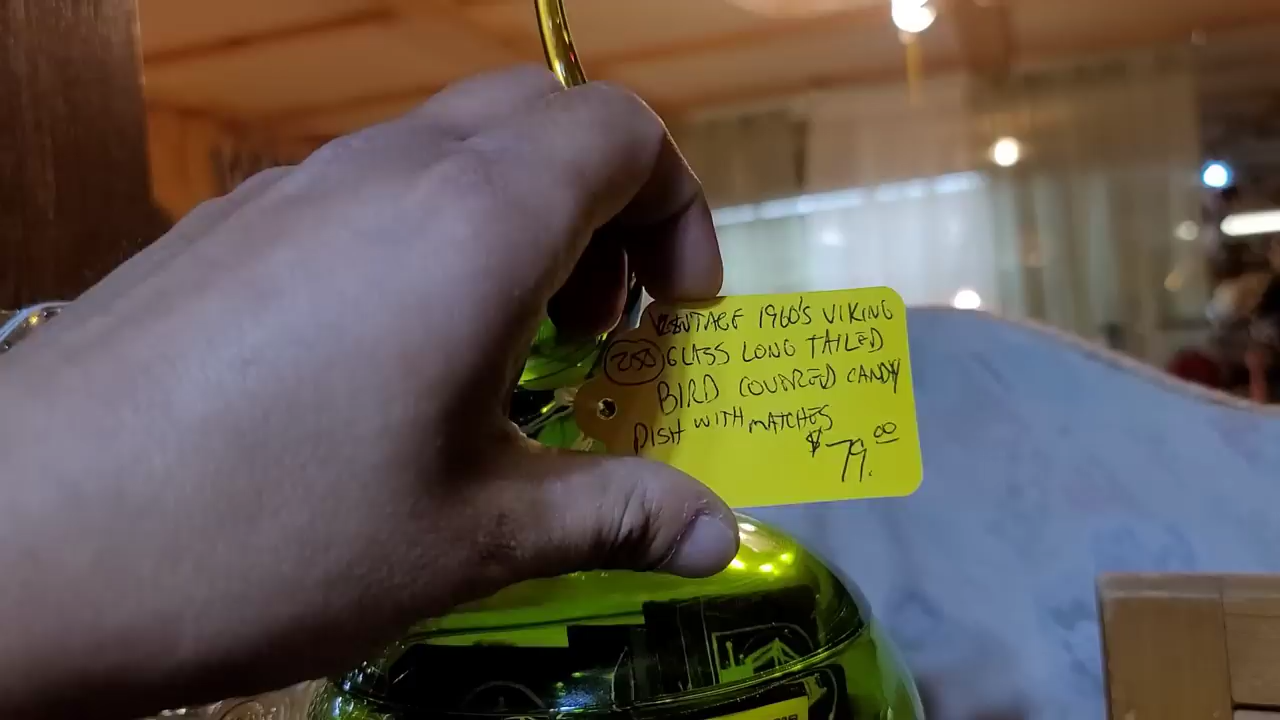 VINTAGE 1960'S VIKING
250 GLASS LONG TAILED
BIRD COVERED CANDY
DISH WITH MATCHES
$79.00